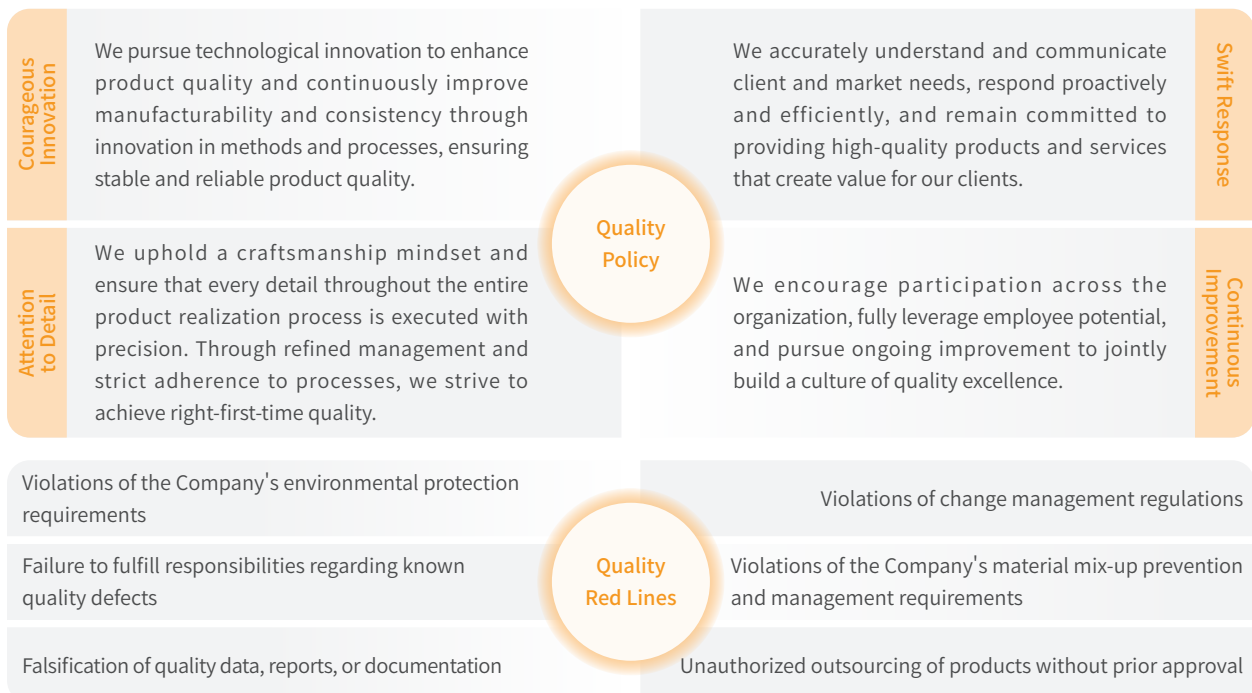 Courageous
Innovation
We pursue technological innovation to enhance
product quality and continuously improve
manufacturability and consistency through
innovation in methods and processes, ensuring
stable and reliable product quality.
We accurately understand and communicate
client and market needs, respond proactively
and efficiently, and remain committed to
providing high-quality products and services
that create value for our clients.
Swift Response
Quality
Policy
Attention
to Detail
We uphold a craftsmanship mindset and
ensure that every detail throughout the entire
product realization process is executed with
precision. Through refined management and
strict adherence to processes, we strive to
achieve right-first-time quality.
We encourage participation across the
organization, fully leverage employee potential,
and pursue ongoing improvement to jointly
build a culture of quality excellence.
Continuous
Improvement
Violations of the Company's environmental protection
requirements
Violations of change management regulations
Failure to fulfill responsibilities regarding known
quality defects
Quality
Red Lines
Violations of the Company's material mix-up prevention
and management requirements
Falsification of quality data, reports, or documentation
Unauthorized outsourcing of products without prior approval